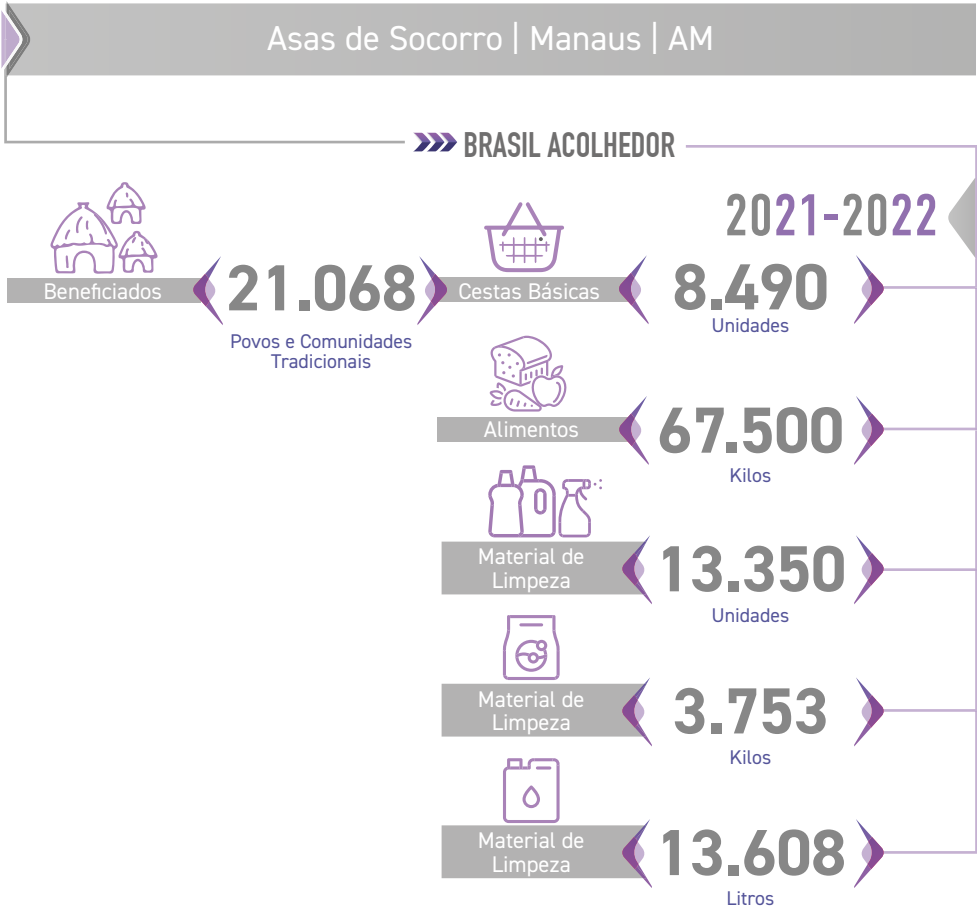 Asas de Socorro | Manaus | AM
BRASIL ACOLHEDOR
2021-2022
Beneficiados
21.068
Povos e Comunidades
Tradicionais
Cestas Básicas
8.490
Unidades
Alimentos
67.500
Kilos
Material de
Limpeza
13.350
Unidades
Material de
Limpeza
3.753
Kilos
Material de
Limpeza
13.608
Litros